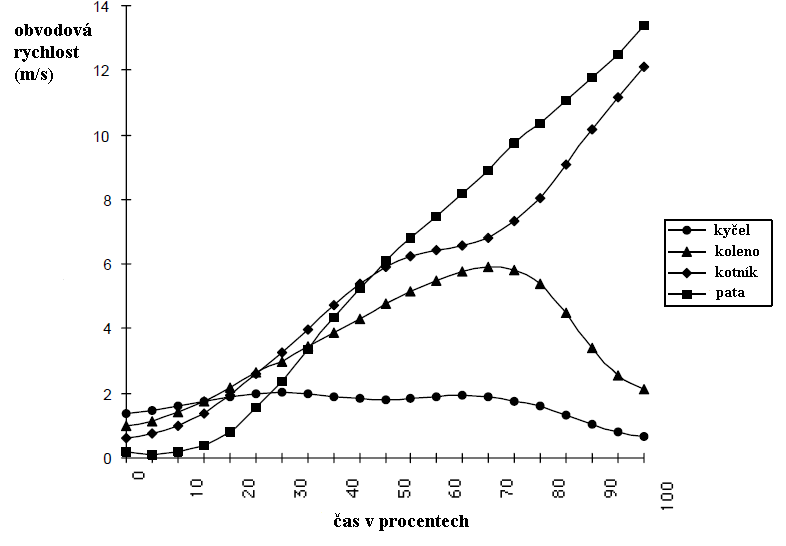 obvodová
rychlost
(m/s)
14
12
10
8
6
4
2
0
0 10 20 30 40 50 60 70 80 90 100
čas v procentech
kyčel
koleno
kotník
pata